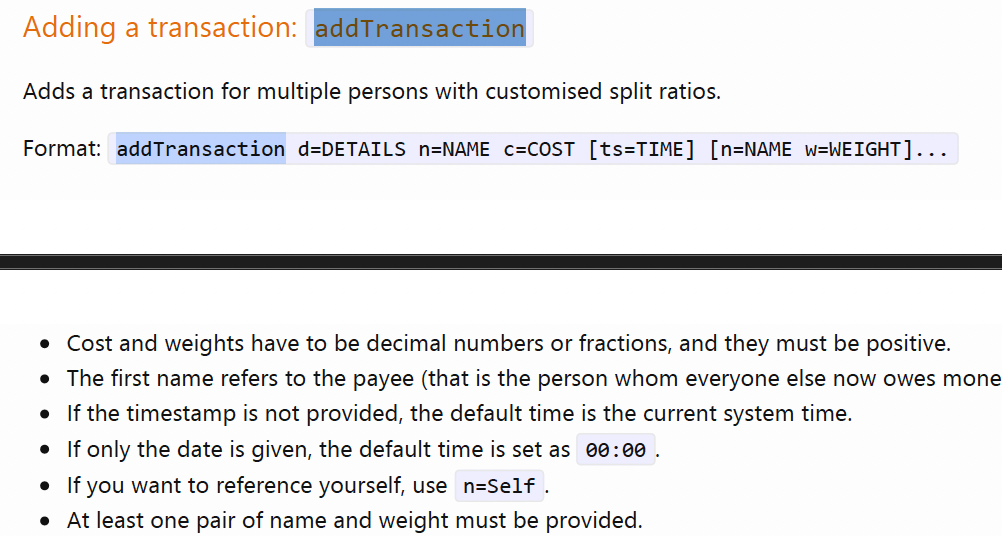 Adding a transaction: addTransaction
Adds a transaction for multiple persons with customised split ratios.
Format: addTransaction d=DETAILS n=NAME c=COST [ts=TIME] [n=NAME w=WEIGHT]...
• Cost and weights have to be decimal numbers or fractions, and they must be positive.
• The first name refers to the payee (that is the person whom everyone else now owes mone
• If the timestamp is not provided, the default time is the current system time.
• If only the date is given, the default time is set as 00:00 .
• If you want to reference yourself, use n=Self .
• At least one pair of name and weight must be provided.